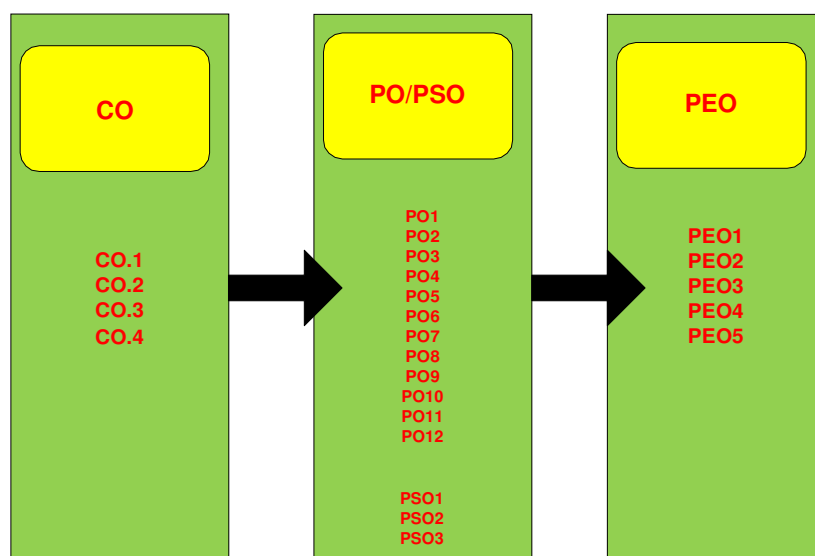 CO
CO.1
CO.2
CO.3
CO.4
PO/PSO
PO1
PO2
PO3
PO4
PO5
PO6
PO7
PO8
PO9
PO10
PO11
PO12
PSO1
PSO2
PSO3
PEO
PEO1
PEO2
PEO3
PEO4
PEO5